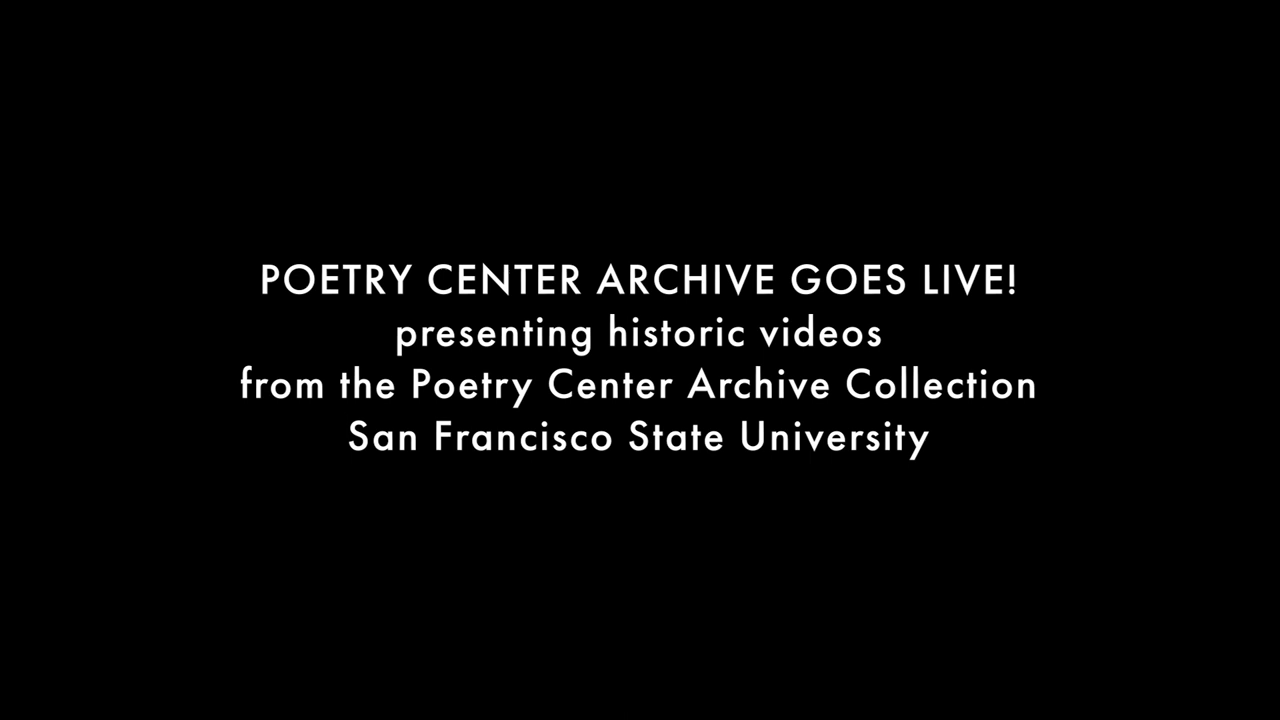 POETRY CENTER ARCHIVE GOES LIVE!
presenting historic videos
from the Poetry Center Archive Collection
San Francisco State University